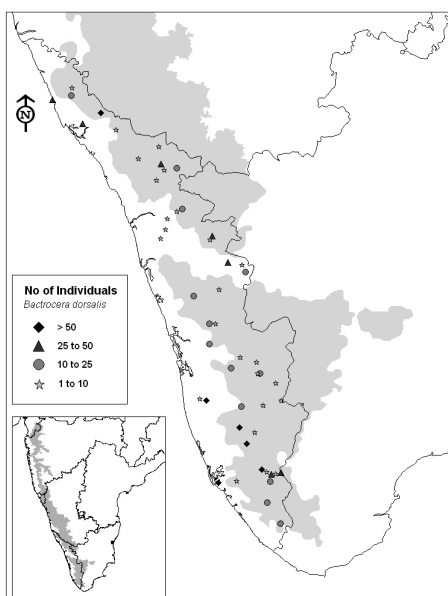 N
No of Individuals
Bactrocera dorsalis
> 50
25 to 50
10 to 25
1 to 10